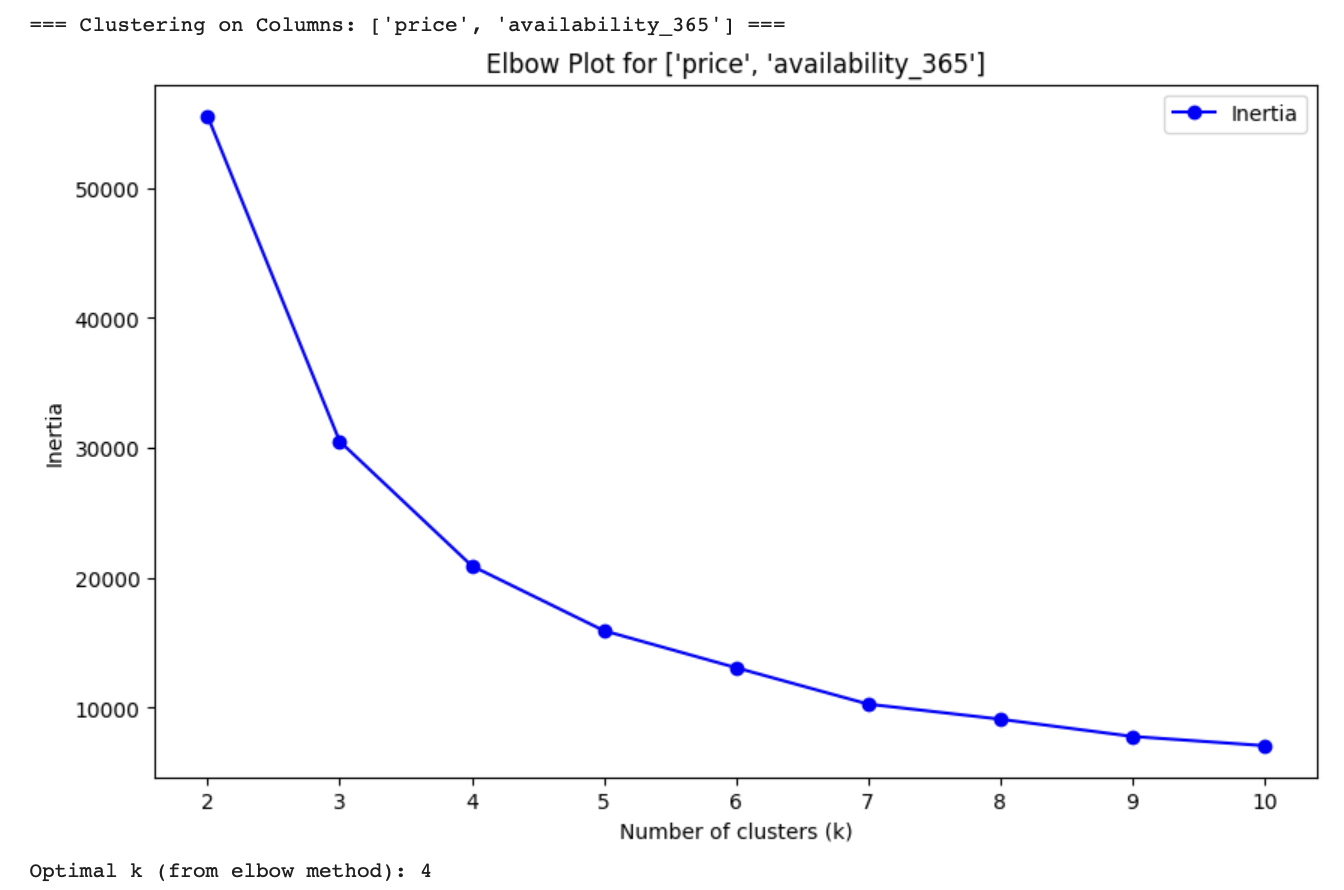 === Clustering on Columns: ['price', 'availability_365'] ===
Elbow Plot for ['price', 'availability_365']
Inertia
50000
40000
30000
20000
10000
Inertia
2 3 4 5 6 7 8 9 10
Number of clusters (k)
Optimal k (from elbow method): 4